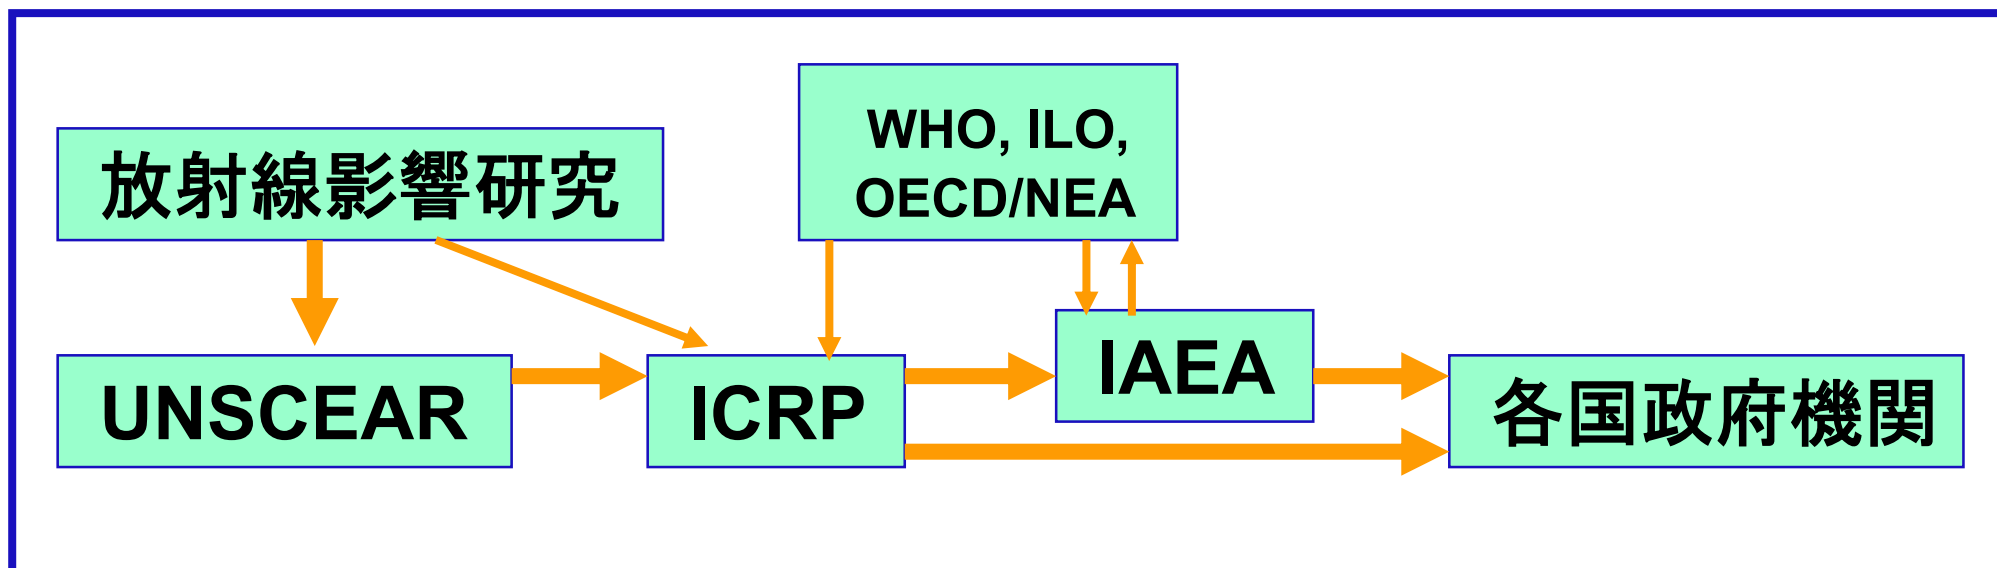 放射線影響研究
WHO, ILO,
OECD/NEA
UNSCEAR
ICRP
IAEA
各国政府機関